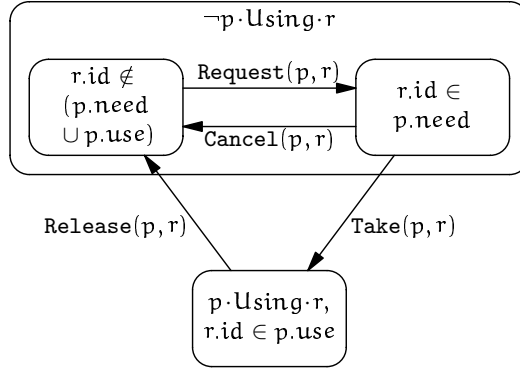 ¬p·Using·r
r.id ∉
(p.need
∪ p.use)
Request(p, r)
r.id ∈
p.need
Cancel(p, r)
Release(p, r)
Take(p, r)
p·Using·r,
r.id ∈ p.use